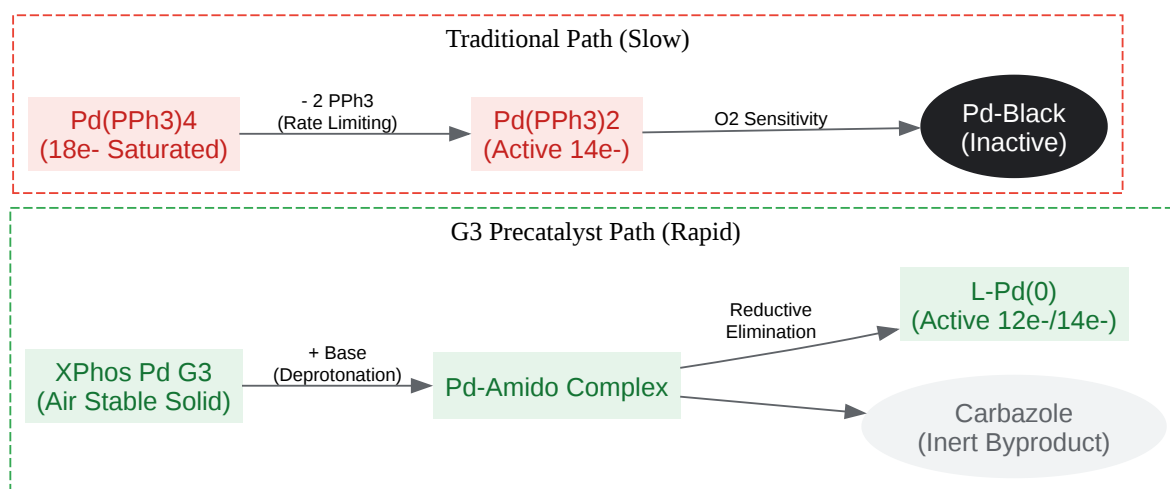 Traditional Path (Slow)
Pd(PPh3)4
(18e- Saturated)
- 2 PPh3
(Rate Limiting)
Pd(PPh3)2
(Active 14e-)
O2 Sensitivity
Pd-Black
(Inactive)
G3 Precatalyst Path (Rapid)
XPhos Pd G3
(Air Stable Solid)
+ Base
(Deprotonation)
Pd-Amido Complex
Reductive
Elimination
L-Pd(0)
(Active 12e-/14e-)
Carbazole
(Inert Byproduct)